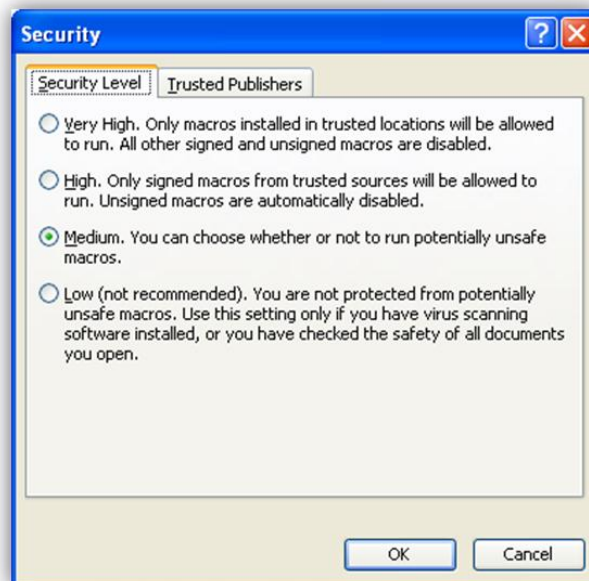 Security
Security Level Trusted Publishers
Very High. Only macros installed in trusted locations will be allowed
to run. All other signed and unsigned macros are disabled.
High. Only signed macros from trusted sources will be allowed to
run. Unsigned macros are automatically disabled.
Medium. You can choose whether or not to run potentially unsafe
macros.
Low (not recommended). You are not protected from potentially
unsafe macros. Use this setting only if you have virus scanning
software installed, or you have checked the safety of all documents
you open.
OK Cancel